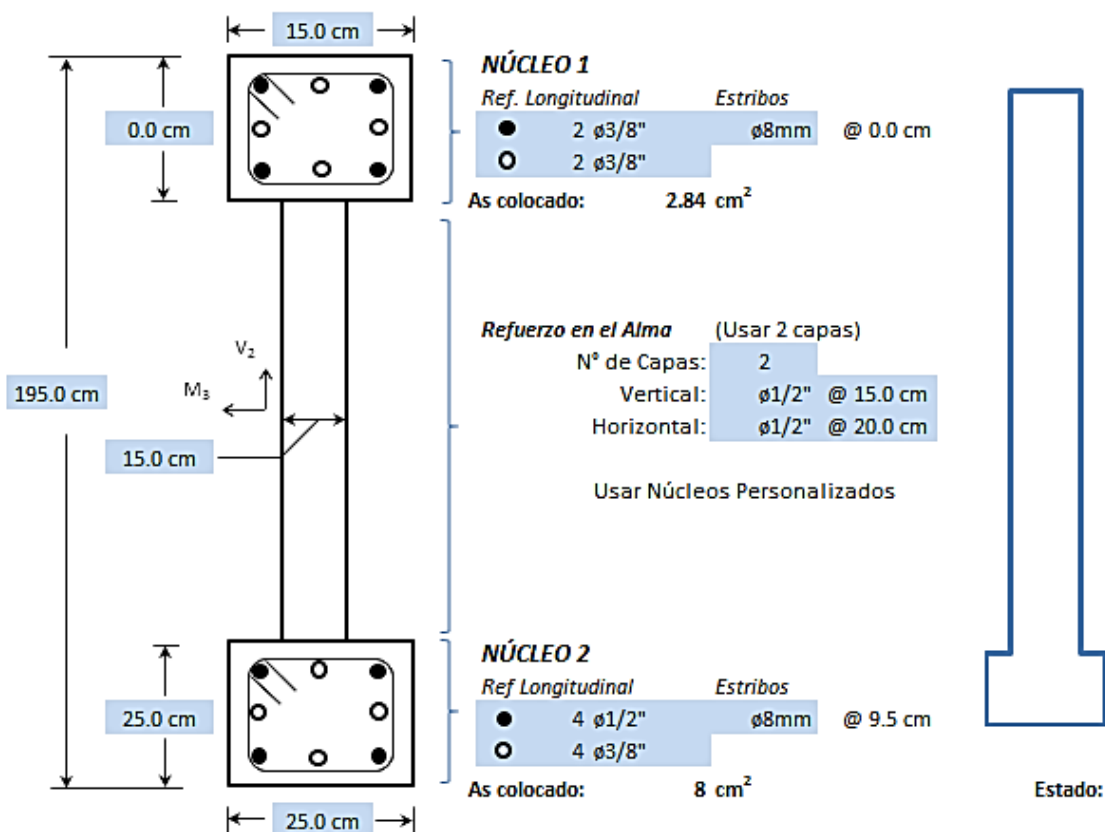 15.0 cm
NÚCLEO 1
Ref. Longitudinal Estribos
0.0 cm
2 ø3/8" ø8mm @ 0.0 cm
2 ø3/8"
As colocado: 2.84 cm²
Refuerzo en el Alma (Usar 2 capas)
V₂
N° de Capas: 2
195.0 cm
M₃
Vertical: ø1/2" @ 15.0 cm
Horizontal: ø1/2" @ 20.0 cm
15.0 cm
Usar Núcleos Personalizados
NÚCLEO 2
Ref Longitudinal Estribos
25.0 cm
4 ø1/2" ø8mm @ 9.5 cm
4 ø3/8"
As colocado: 8 cm²
Estado:
25.0 cm